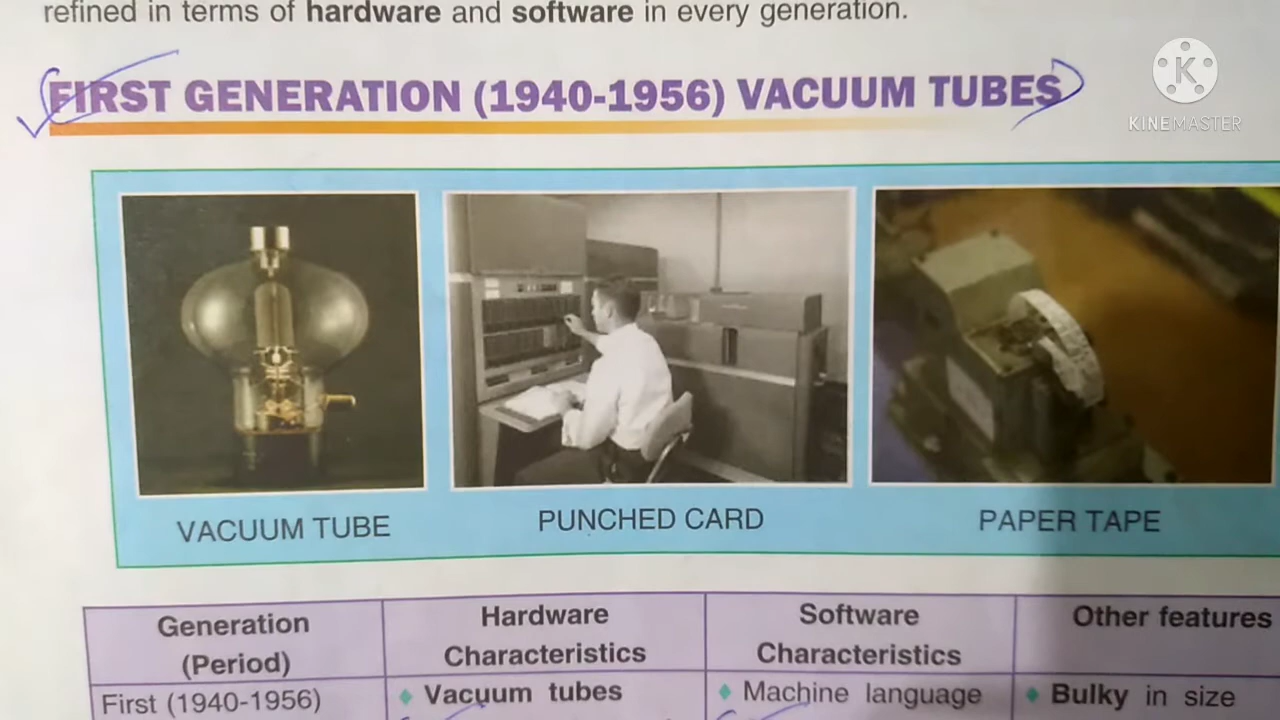 refined in terms of hardware and software in every generation.
FIRST GENERATION (1940-1956) VACUUM TUBES
K
KINEMASTER
VACUUM TUBE
PUNCHED CARD
PAPER TAPE
Generation
(Period)
Hardware
Characteristics
Software
Characteristics
Other features
First (1940-1956)
Vacuum tubes
Machine language
Bulky in size